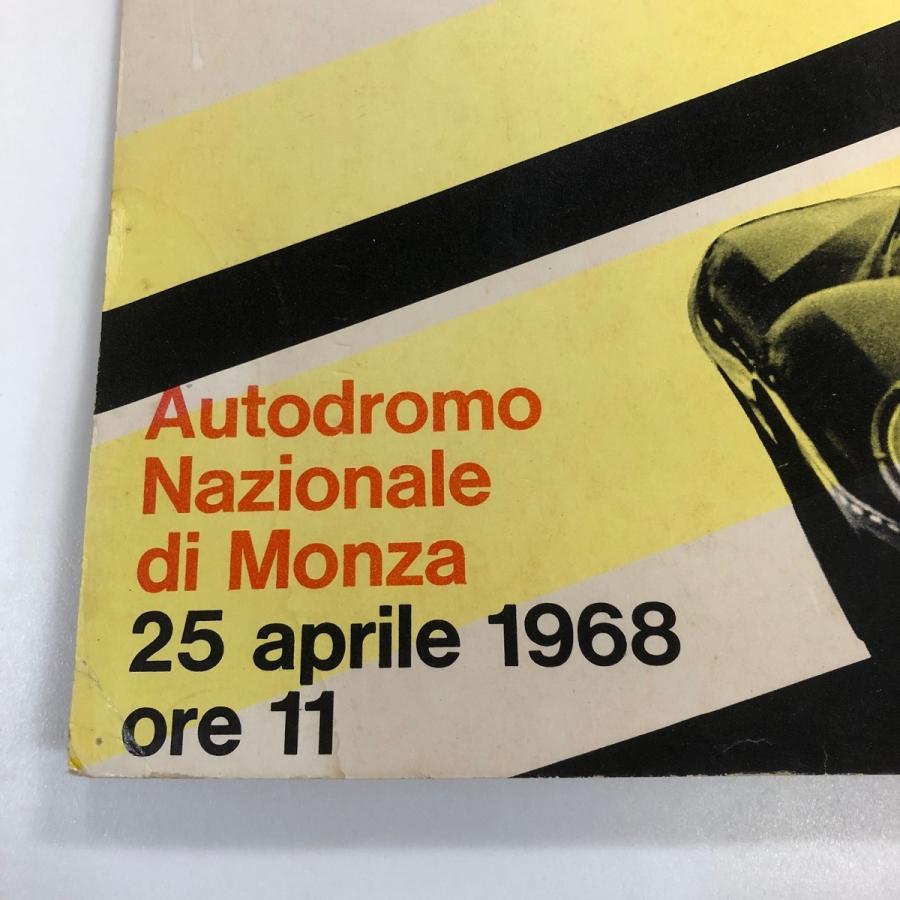 Autodromo
Nazionale
di Monza
25 aprile 1968
ore 11